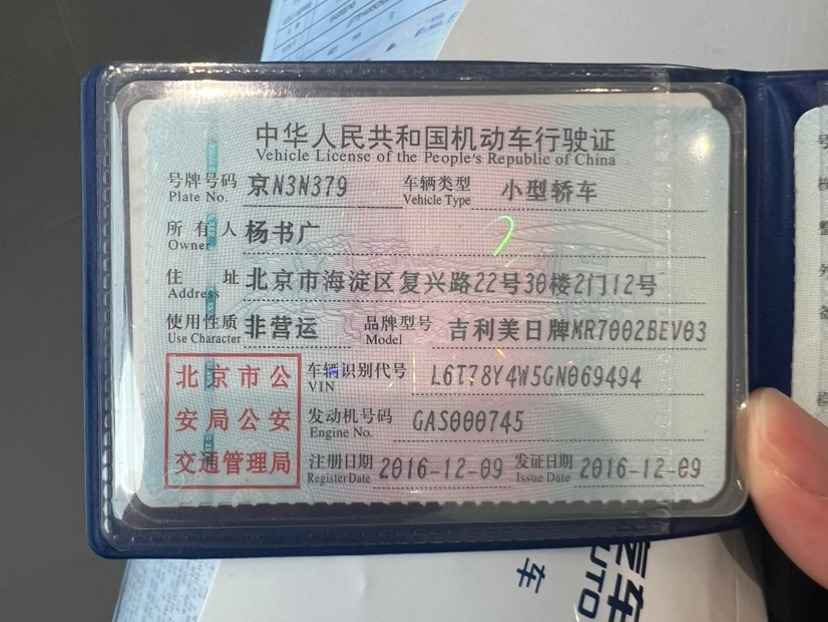 中华人民共和国机动车行驶证
Vehicle License of the People's Republic of China
号牌号码 京N3N379 车辆类型 小型轿车
Plate No. Vehicle Type
所有人 杨书广
Owner
住址 北京市海淀区复兴路22号30楼2门12号
Address
使用性质 非营运 品牌型号 吉利美日牌MR7002BEV03
Use Character Model
北京市公 车辆识别代号 L6T78Y4W5GN069494
VIN
安局公安 发动机号码 GAS000745
Engine No.
交通管理局 注册日期 2016-12-09 发证日期 2016-12-09
Register Date Issue Date
汽车
UTO
车